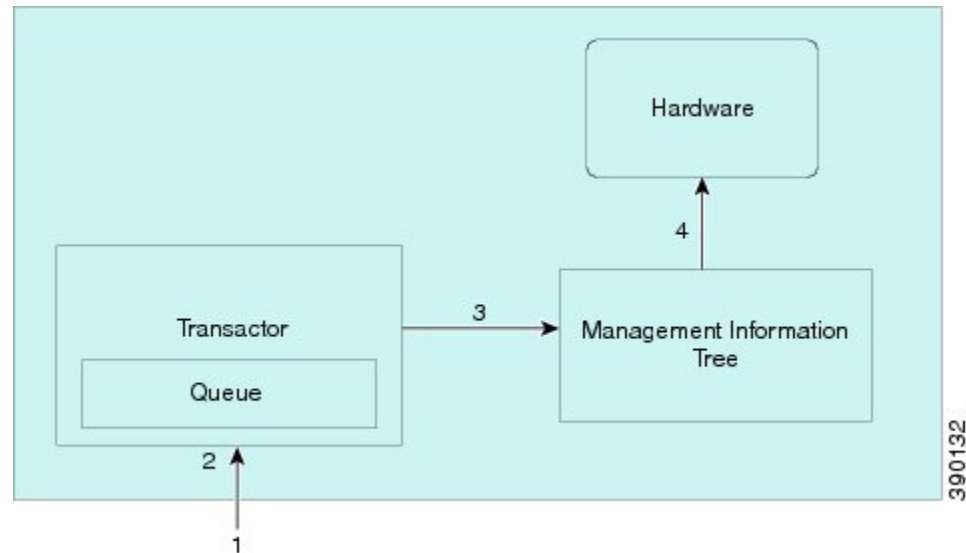 Hardware
4
Transactor
3
Management Information
Tree
Queue
2
1
390132